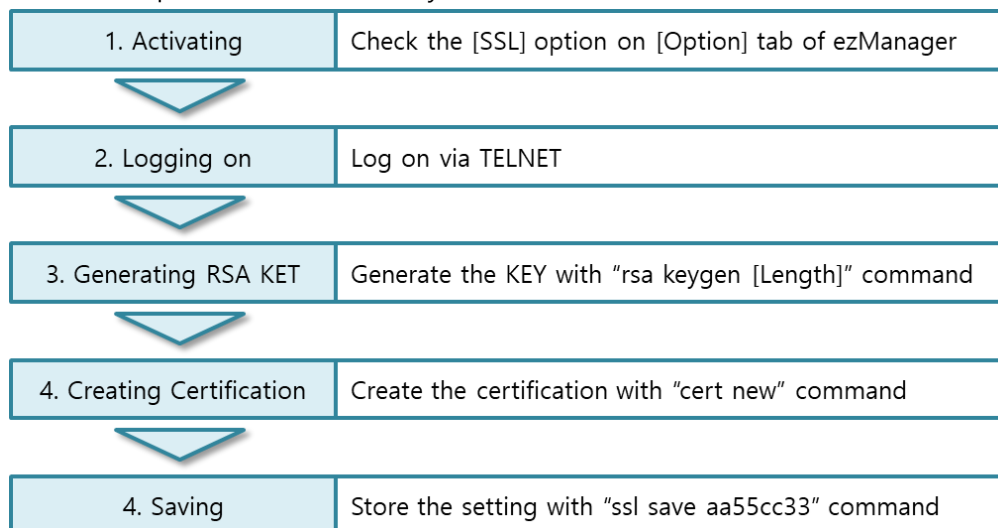 1. Activating
Check the [SSL] option on [Option] tab of ezManager
2. Logging on
Log on via TELNET
3. Generating RSA KET
Generate the KEY with “rsa keygen [Length]” command
4. Creating Certification
Create the certification with “cert new” command
4. Saving
Store the setting with “ssl save aa55cc33” command